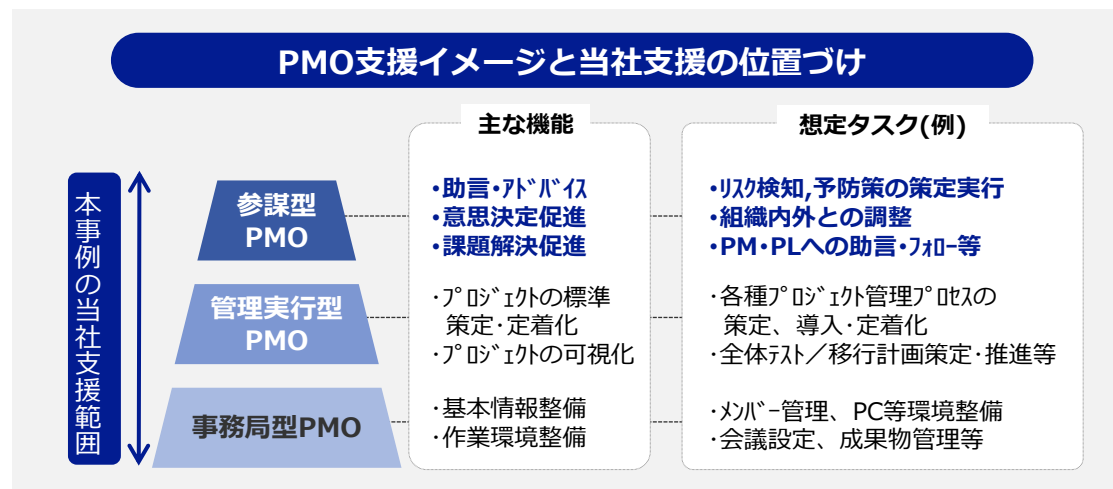 PMO支援イメージと当社支援の位置づけ
主な機能
想定タスク(例)
本事例の当社支援範囲
参謀型
PMO
・助言・ｱﾄﾞﾊﾞｲｽ
・意思決定促進
・課題解決促進
・ﾘｽｸ検知,予防策の策定実行
・組織内外との調整
・PM・PLへの助言・ﾌｫﾛｰ等
管理実行型
PMO
・ﾌﾟﾛｼﾞｪｸﾄの標準
策定・定着化
・ﾌﾟﾛｼﾞｪｸﾄの可視化
・各種ﾌﾟﾛｼﾞｪｸﾄ管理ﾌﾟﾛｾｽの
策定、導入・定着化
・全体ﾃｽﾄ／移行計画策定・推進等
事務局型PMO
・基本情報整備
・作業環境整備
・ﾒﾝﾊﾞｰ管理、PC等環境整備
・会議設定、成果物管理等